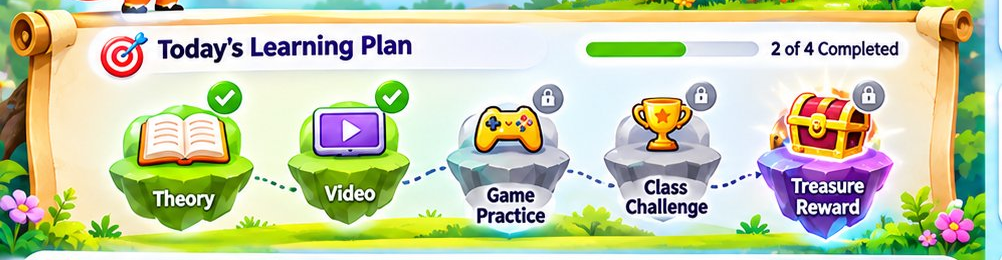 Today's Learning Plan
2 of 4 Completed
Theory
Video
Game
Practice
Class
Challenge
Treasure
Reward